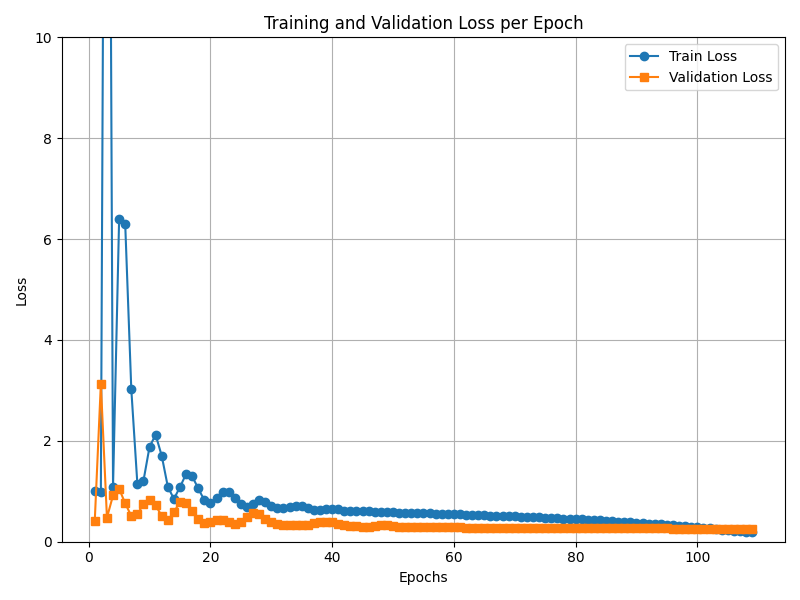 Training and Validation Loss per Epoch
10
8
6
4
2
0
Loss
Train Loss
Validation Loss
0 20 40 60 80 100
Epochs